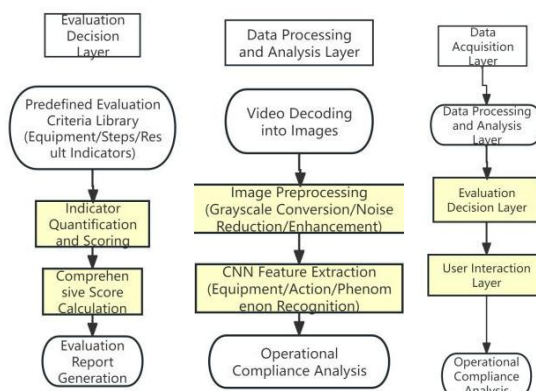 Evaluation
Decision
Layer
Predefined Evaluation
Criteria Library
(Equipment/Steps/Res
ult Indicators)
Indicator
Quantification
and Scoring
Comprehen
sive Score
Calculation
Evaluation
Report
Generation
Data Processing
and Analysis Layer
Video Decoding
into Images
Image Preprocessing
(Grayscale Conversion/Noise
Reduction/Enhancement)
CNN Feature Extraction
(Equipment/Action/Phenom
enon Recognition)
Operational
Compliance Analysis
Data
Acquisition
Layer
Data Processing
and Analysis
Layer
Evaluation
Decision Layer
User Interaction
Layer
Operational
Compliance
Analysis